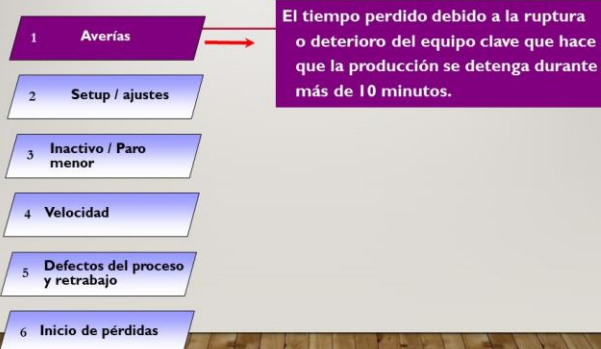 1 Averías
El tiempo perdido debido a la ruptura
o deterioro del equipo clave que hace
que la producción se detenga durante
más de 10 minutos.
2 Setup / ajustes
3 Inactivo / Paro
menor
4 Velocidad
5 Defectos del proceso
y retrabajo
6 Inicio de pérdidas